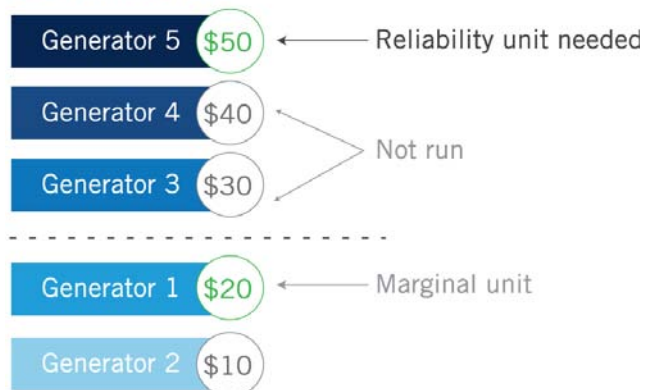 Generator 5 $50 Reliability unit needed
Generator 4 $40
Not run
Generator 3 $30
Generator 1 $20 Marginal unit
Generator 2 $10